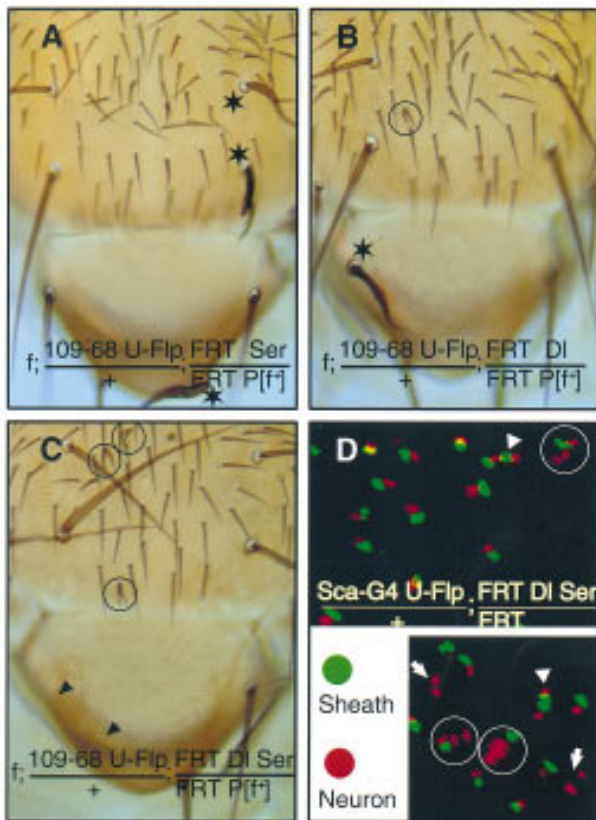 A
f; 109-68 U-Flp; FRT Ser
+ FRT P[f⁺]
B
f; 109-68 U-Flp; FRT Dl
+ FRT P[f⁺]
C
f; 109-68 U-Flp; FRT Dl Ser
+ FRT P[f⁺]
D
Sca-G4 U-Flp; FRT Dl Ser
+ FRT
Sheath
Neuron